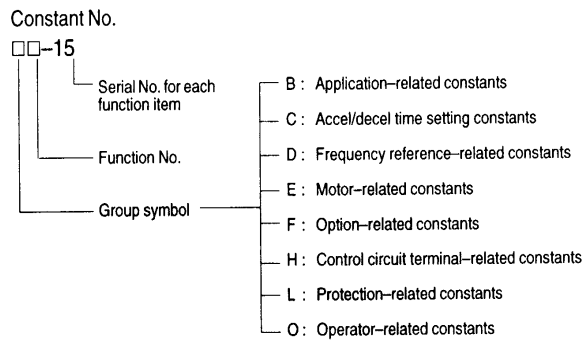 Constant No.
□□–15
Serial No. for each
function item
Function No.
Group symbol
B : Application–related constants
C : Accel/decel time setting constants
D : Frequency reference–related constants
E : Motor–related constants
F : Option–related constants
H : Control circuit terminal–related constants
L : Protection–related constants
O : Operator–related constants